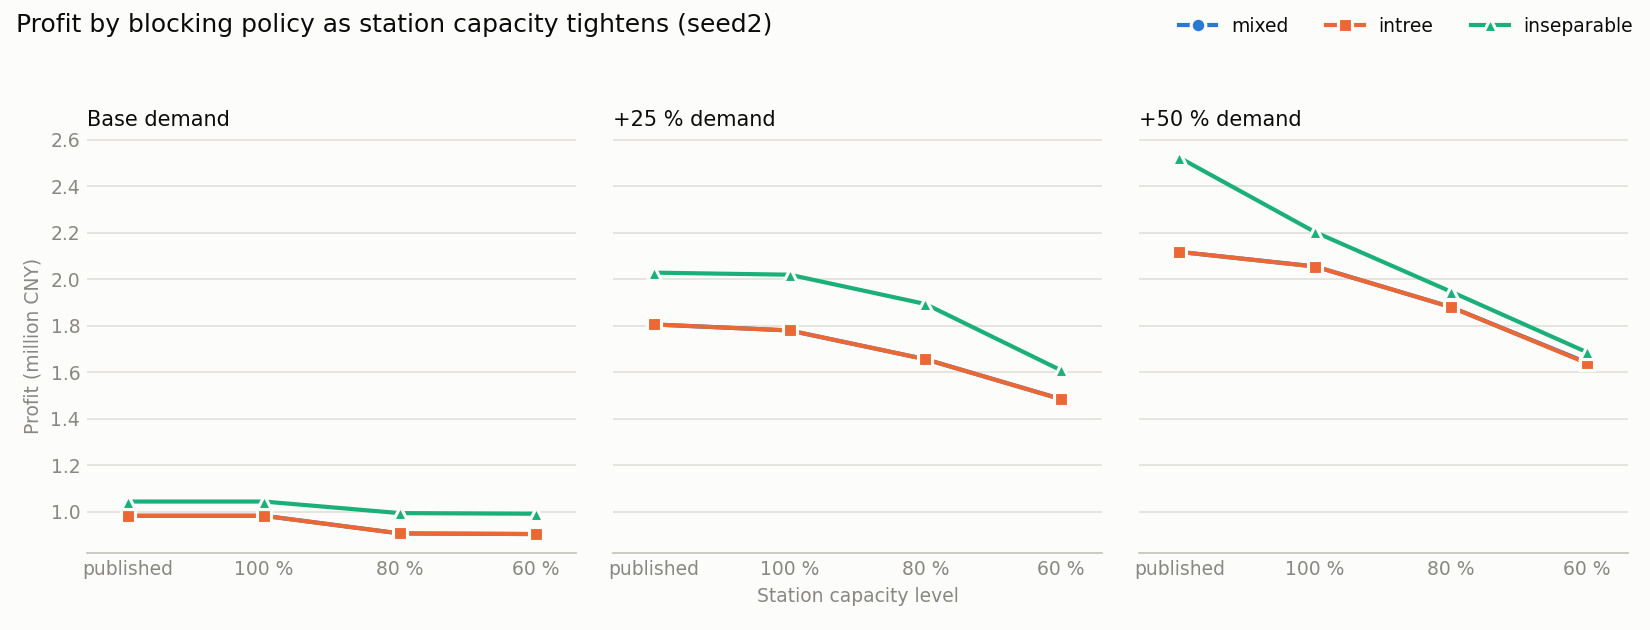 Profit by blocking policy as station capacity tightens (seed2)
mixed
intree
inseparable
Base demand
+25 % demand
+50 % demand
Profit (million CNY)
2.6
2.4
2.2
2.0
1.8
1.6
1.4
1.2
1.0
published 100 % 80 % 60 %
published 100 % 80 % 60 %
published 100 % 80 % 60 %
Station capacity level